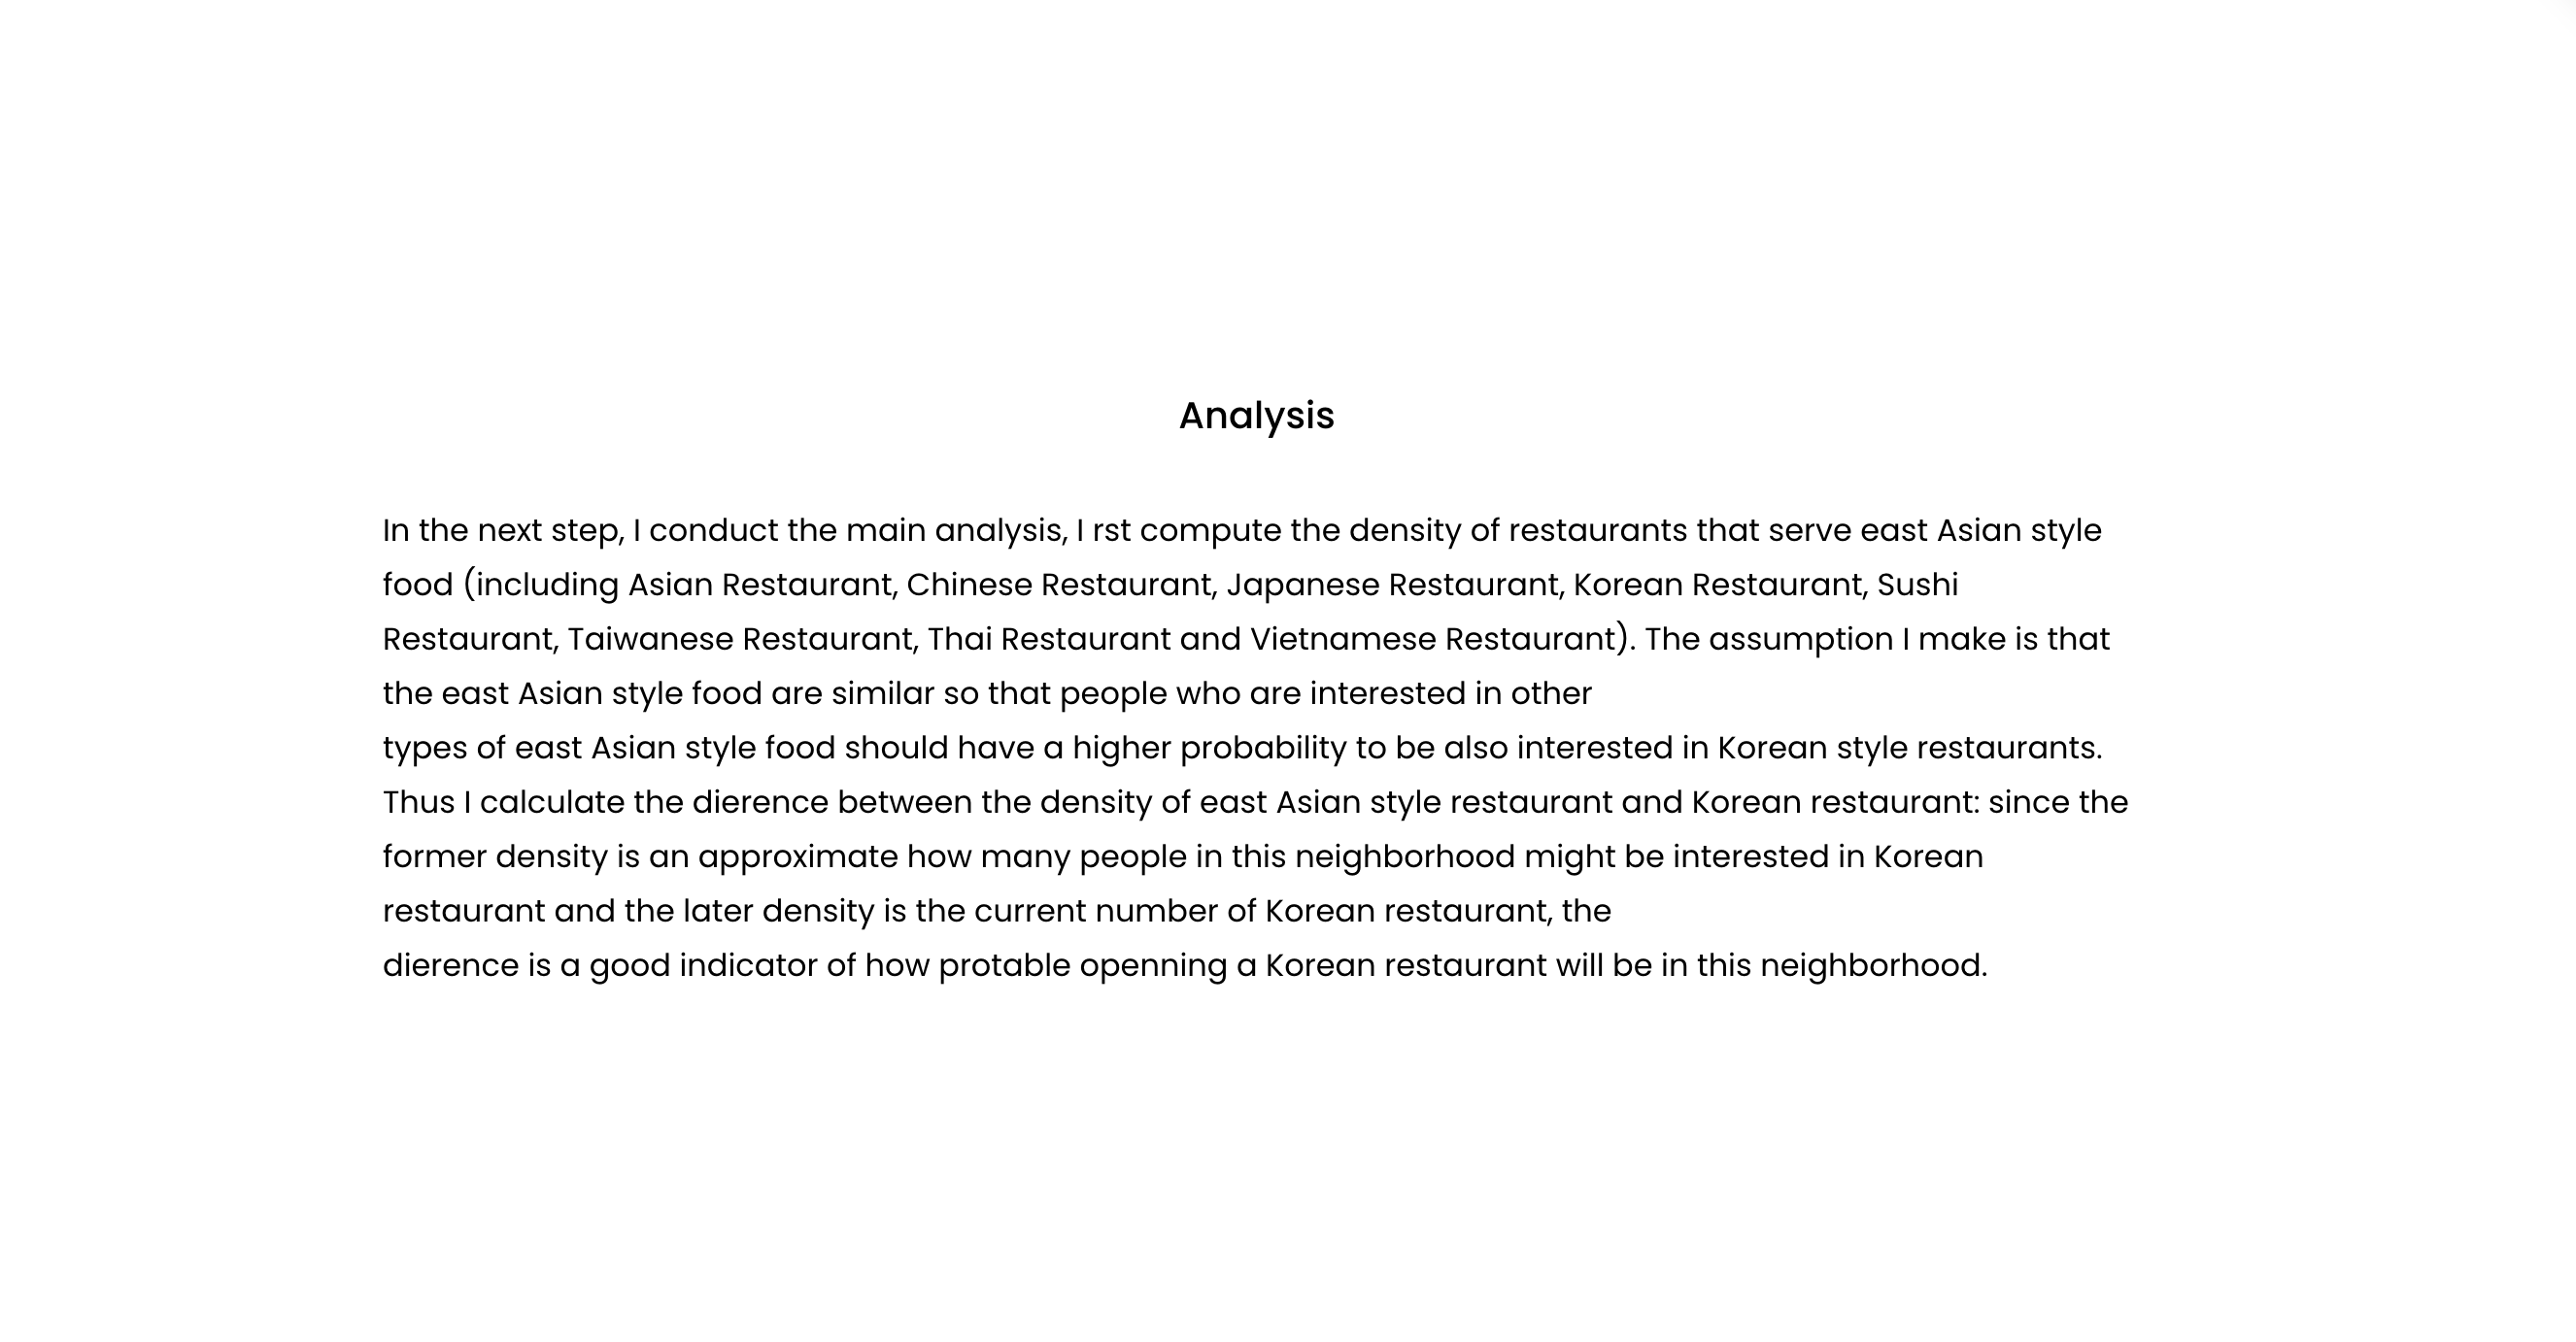 Analysis
In the next step, I conduct the main analysis, I rst compute the density of restaurants that serve east Asian style
food (including Asian Restaurant, Chinese Restaurant, Japanese Restaurant, Korean Restaurant, Sushi
Restaurant, Taiwanese Restaurant, Thai Restaurant and Vietnamese Restaurant). The assumption I make is that
the east Asian style food are similar so that people who are interested in other
types of east Asian style food should have a higher probability to be also interested in Korean style restaurants.
Thus I calculate the dierence between the density of east Asian style restaurant and Korean restaurant: since the
former density is an approximate how many people in this neighborhood might be interested in Korean
restaurant and the later density is the current number of Korean restaurant, the
dierence is a good indicator of how protable openning a Korean restaurant will be in this neighborhood.